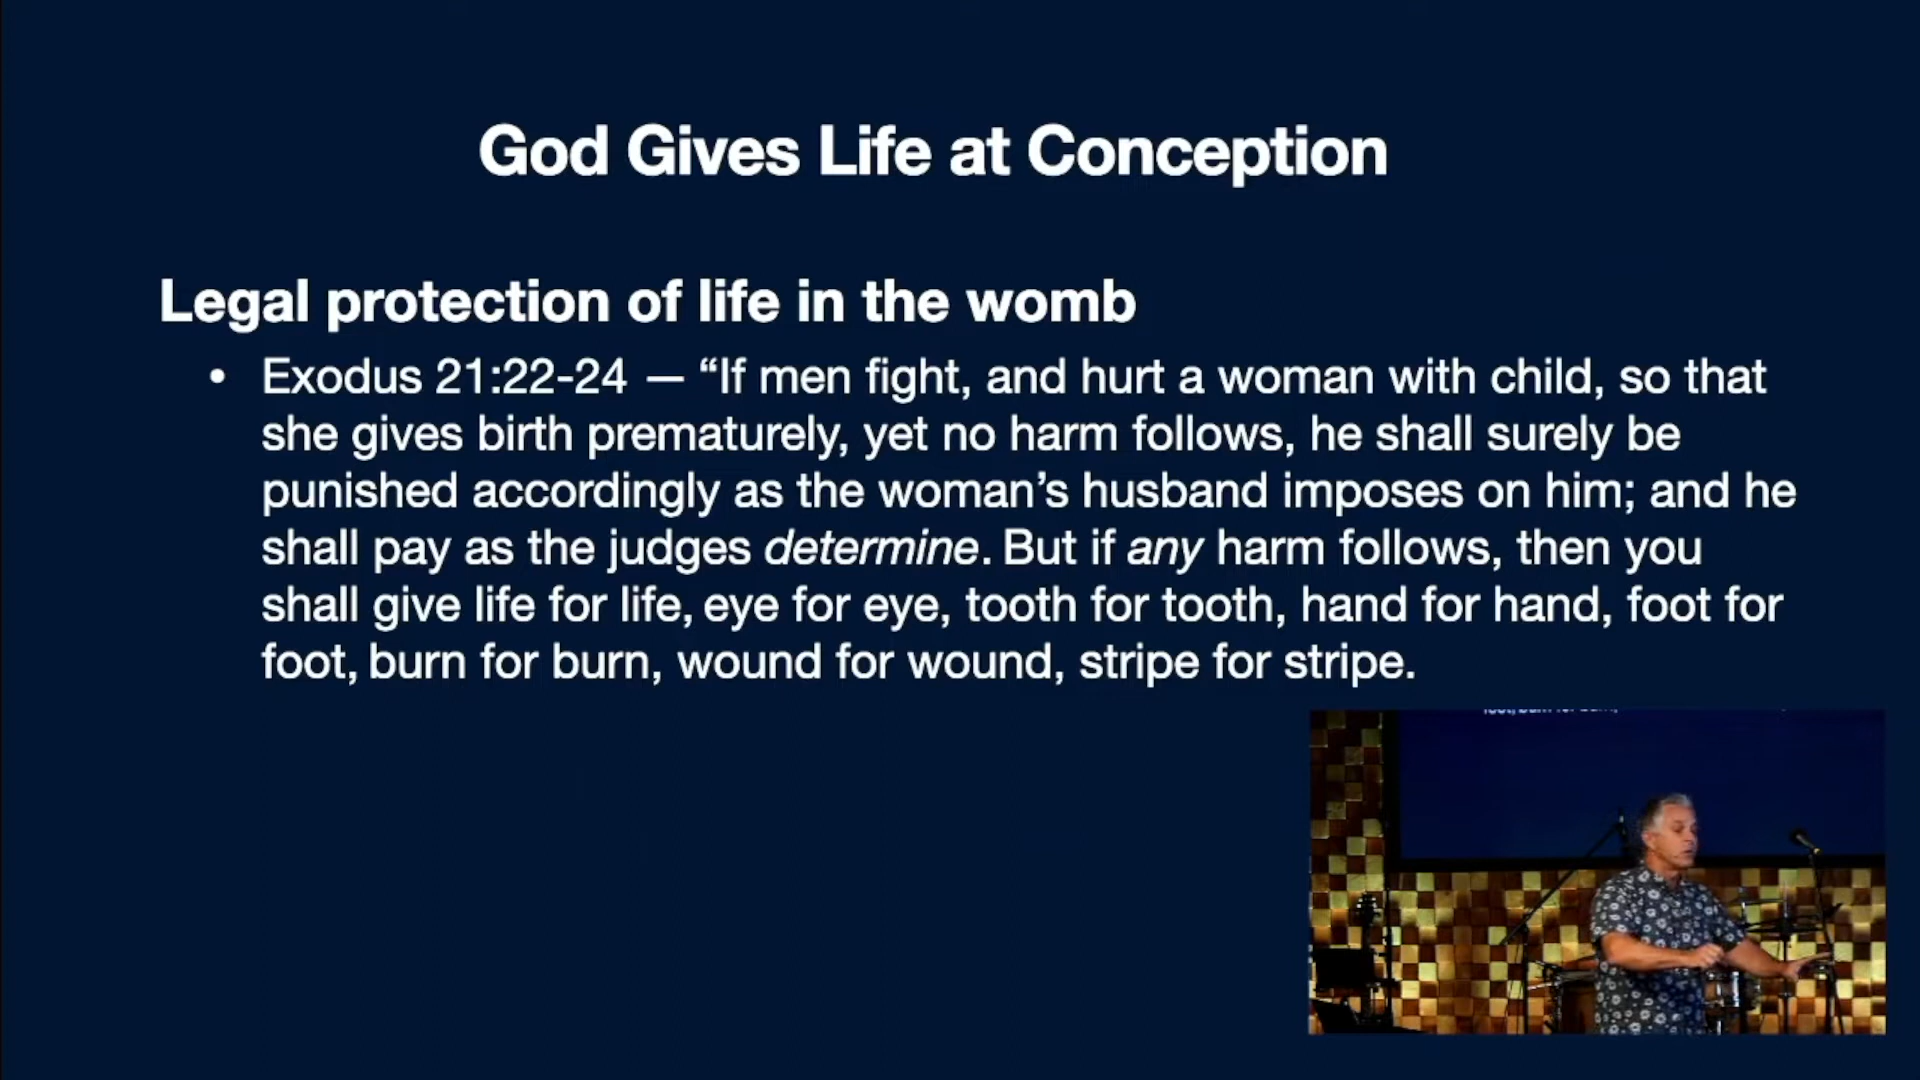 God Gives Life at Conception
Legal protection of life in the womb
• Exodus 21:22-24 — “If men fight, and hurt a woman with child, so that
she gives birth prematurely, yet no harm follows, he shall surely be
punished accordingly as the woman’s husband imposes on him; and he
shall pay as the judges determine. But if any harm follows, then you
shall give life for life, eye for eye, tooth for tooth, hand for hand, foot for
foot, burn for burn, wound for wound, stripe for stripe.